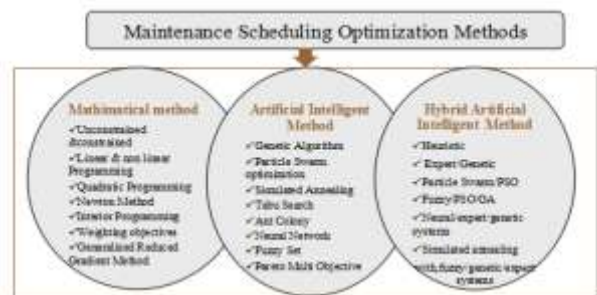 Maintenance Scheduling Optimization Methods
Mathimatical method
✓Unconstrained
&constrained
✓Linear & non linear
Programming
✓Quadratic Programming
✓Newton Method
✓Interior Programming
✓Weighting objectives
✓Generalized Reduced
Gradient Method
Artificial Intelligent
Method
✓Genetic Algorithm
✓Particle Swarm
optimization
✓Simulated Annealing
✓Tabu Search
✓Ant Colony
✓Neural Network
✓Fuzzy Set
✓Pareto Multi Objective
Hybrid Artificial
Intelligent Method
✓Heuristic
✓Expert/Genetic
✓Particle Swarm/PSO
✓Fuzzy/PSO/GA
✓Neural-expert-genetic
systems
✓Simulated annealing
with fuzzy genetic expert
systems